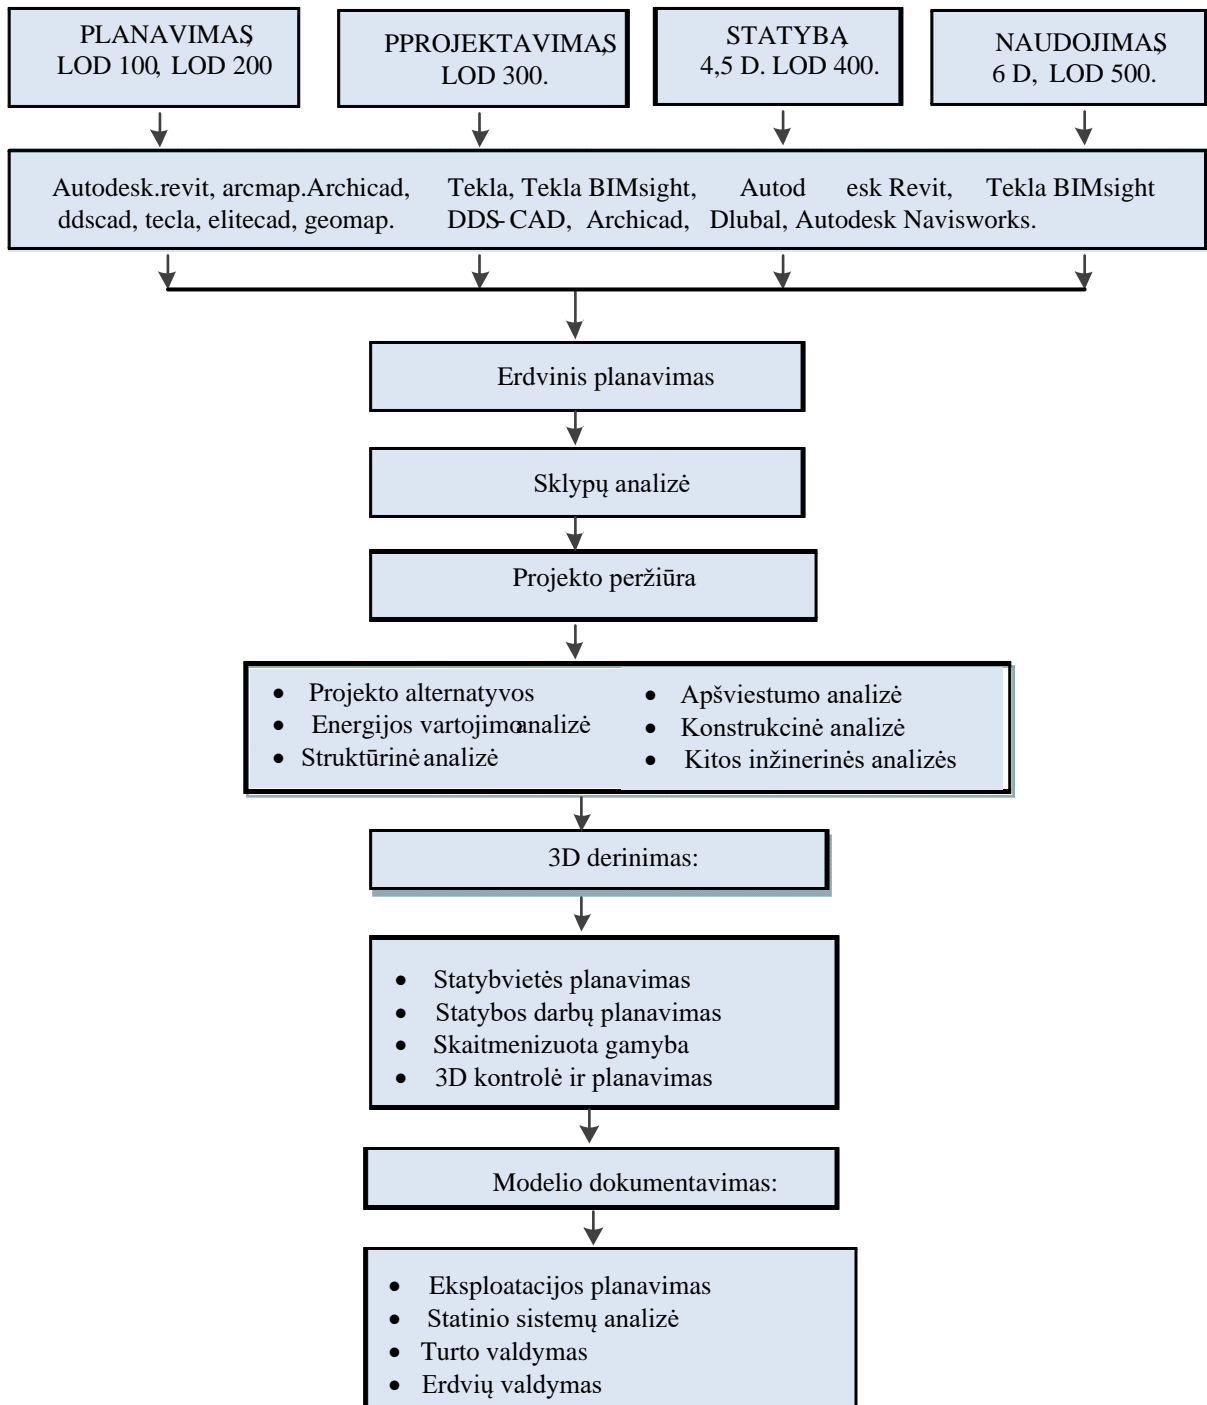 PLANAVIMAS,
LOD 100, LOD 200
PPROJEKTAVIMAS,
LOD 300.
STATYBA,
4,5 D. LOD 400.
NAUDOJIMAS,
6 D, LOD 500.
Autodesk.revit, arcmap.Archicad,
ddscad, tecla, elitecad, geomap.
Tekla, Tekla BIMsight, Autod esk Revit, Tekla BIMsight
DDS-CAD, Archicad, Dlubal, Autodesk Navisworks.
Erdvinis planavimas
Sklypų analizė
Projekto peržiūra
• Projekto alternatyvos
• Energijos vartojimo analizė
• Struktūrinė analizė
• Apšviestumo analizė
• Konstrukcinė analizė
• Kitos inžinerinės analizės
3D derinimas:
• Statybvietės planavimas
• Statybos darbų planavimas
• Skaitmenizuota gamyba
• 3D kontrolė ir planavimas
Modelio dokumentavimas:
• Eksploatacijos planavimas
• Statinio sistemų analizė
• Turto valdymas
• Erdvių valdymas